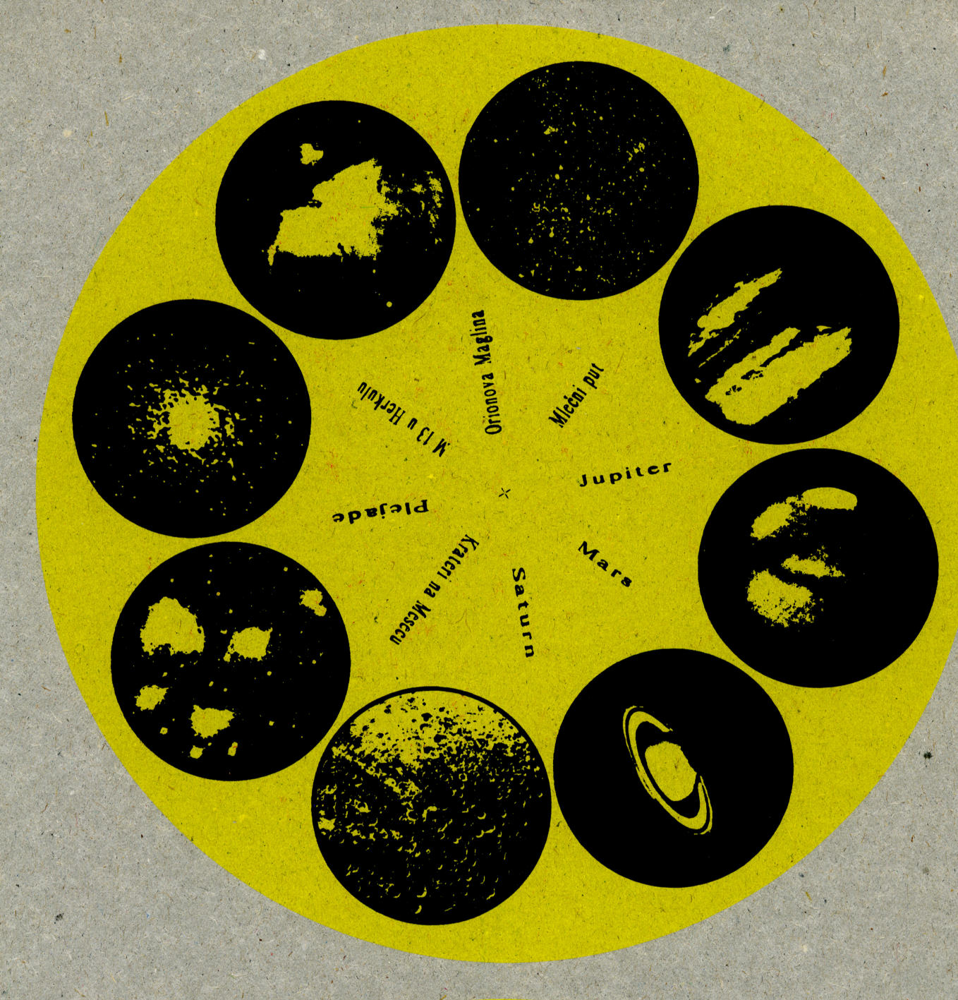 Orionova Maglina
Mlečni put
Jupiter
Mars
Saturn
Krateri na Mesecu
Plejade
M 13 u Herkulu